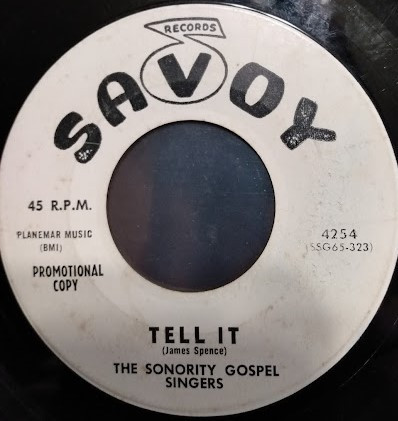 RECORDS
SAVOY
45 R.P.M.
PLANEMAR MUSIC
(BMI)
PROMOTIONAL
COPY
4254
(SSG65-323)
TELL IT
(James Spence)
THE SONORITY GOSPEL
SINGERS